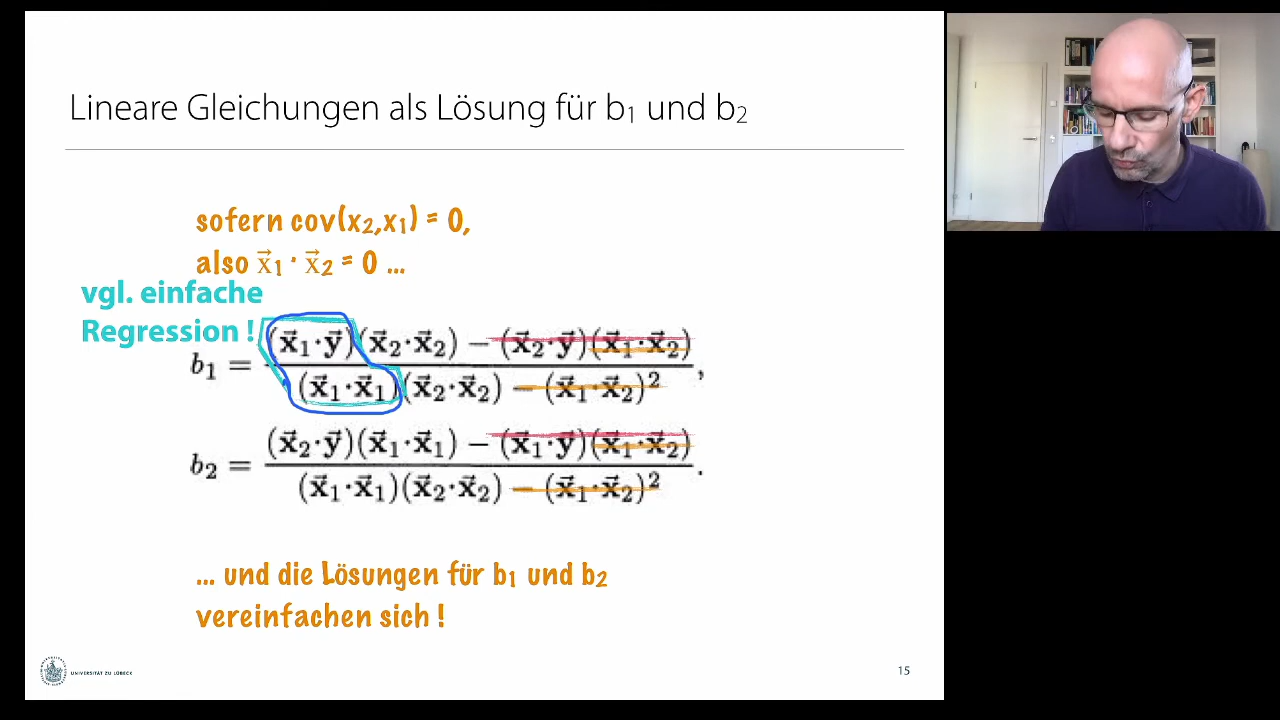 Lineare Gleichungen als Lösung für b₁ und b₂
sofern cov(x₂,x₁) = 0,
also x⃗₁ · x⃗₂ = 0 ...
vgl. einfache
Regression !
b₁ = (x⃗₁·y⃗)(x⃗₂·x⃗₂) − (x⃗₂·y⃗)(x⃗₁·x⃗₂)
(x⃗₁·x⃗₁)(x⃗₂·x⃗₂) − (x⃗₁·x⃗₂)² ,
b₂ = (x⃗₂·y⃗)(x⃗₁·x⃗₁) − (x⃗₁·y⃗)(x⃗₁·x⃗₂)
(x⃗₁·x⃗₁)(x⃗₂·x⃗₂) − (x⃗₁·x⃗₂)² .
... und die Lösungen für b₁ und b₂
vereinfachen sich !
UNIVERSITÄT ZU LÜBECK
15